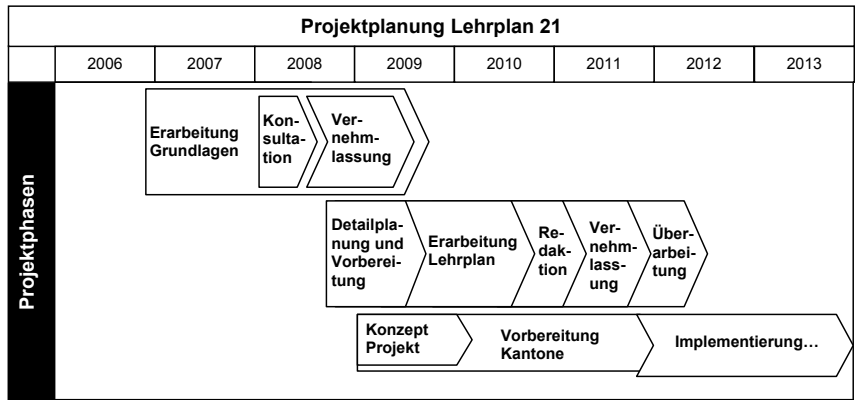 Projektplanung Lehrplan 21
2006 2007 2008 2009 2010 2011 2012 2013
Projektphasen
Erarbeitung
Grundlagen
Kon-
sulta-
tion
Ver-
nehm-
lassung
Detailpla-
nung und
Vorberei-
tung
Erarbeitung
Lehrplan
Re-
dak-
tion
Ver-
nehm-
lass-
ung
Über-
arbei-
tung
Konzept
Projekt
Vorbereitung
Kantone
Implementierung...